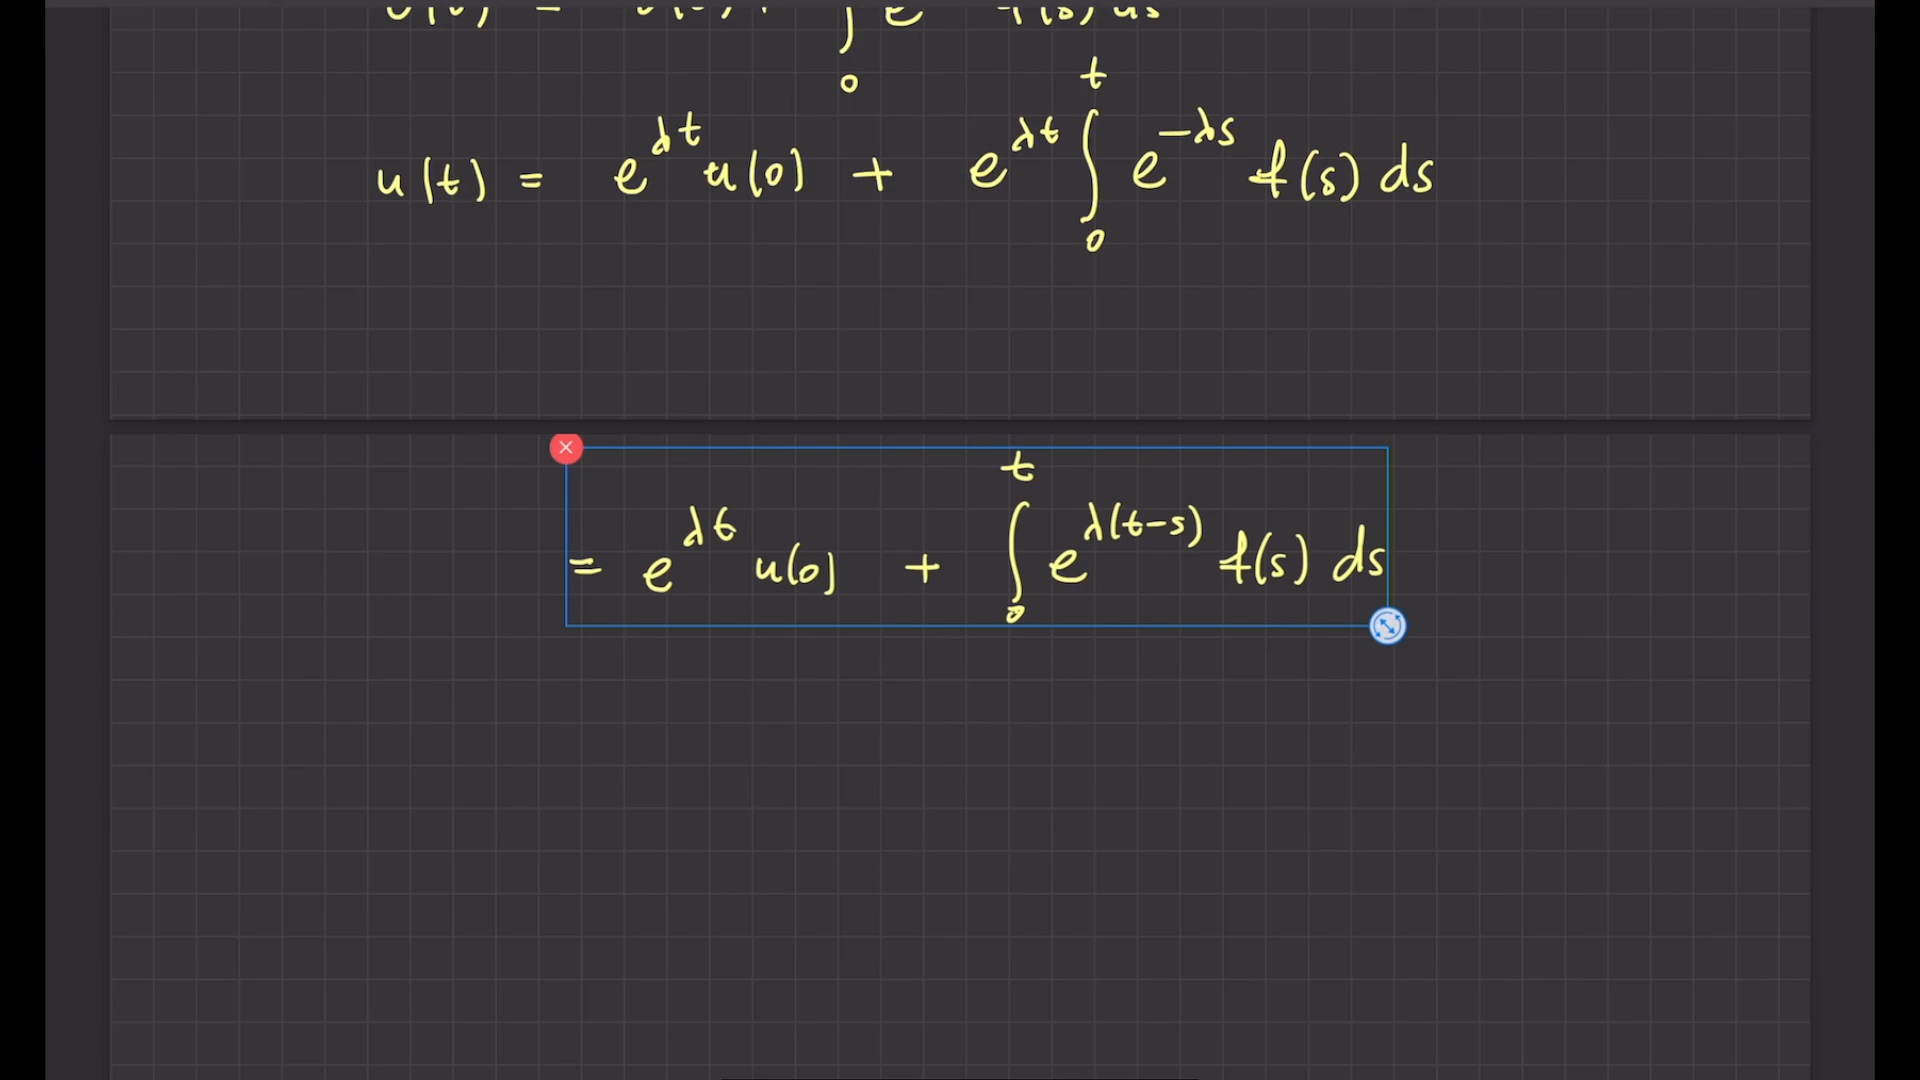 u(t) = e^{λt} u(0) + e^{λt} ∫_0^t e^{-λs} f(s) ds
= e^{λt} u(0) + ∫_0^t e^{λ(t-s)} f(s) ds